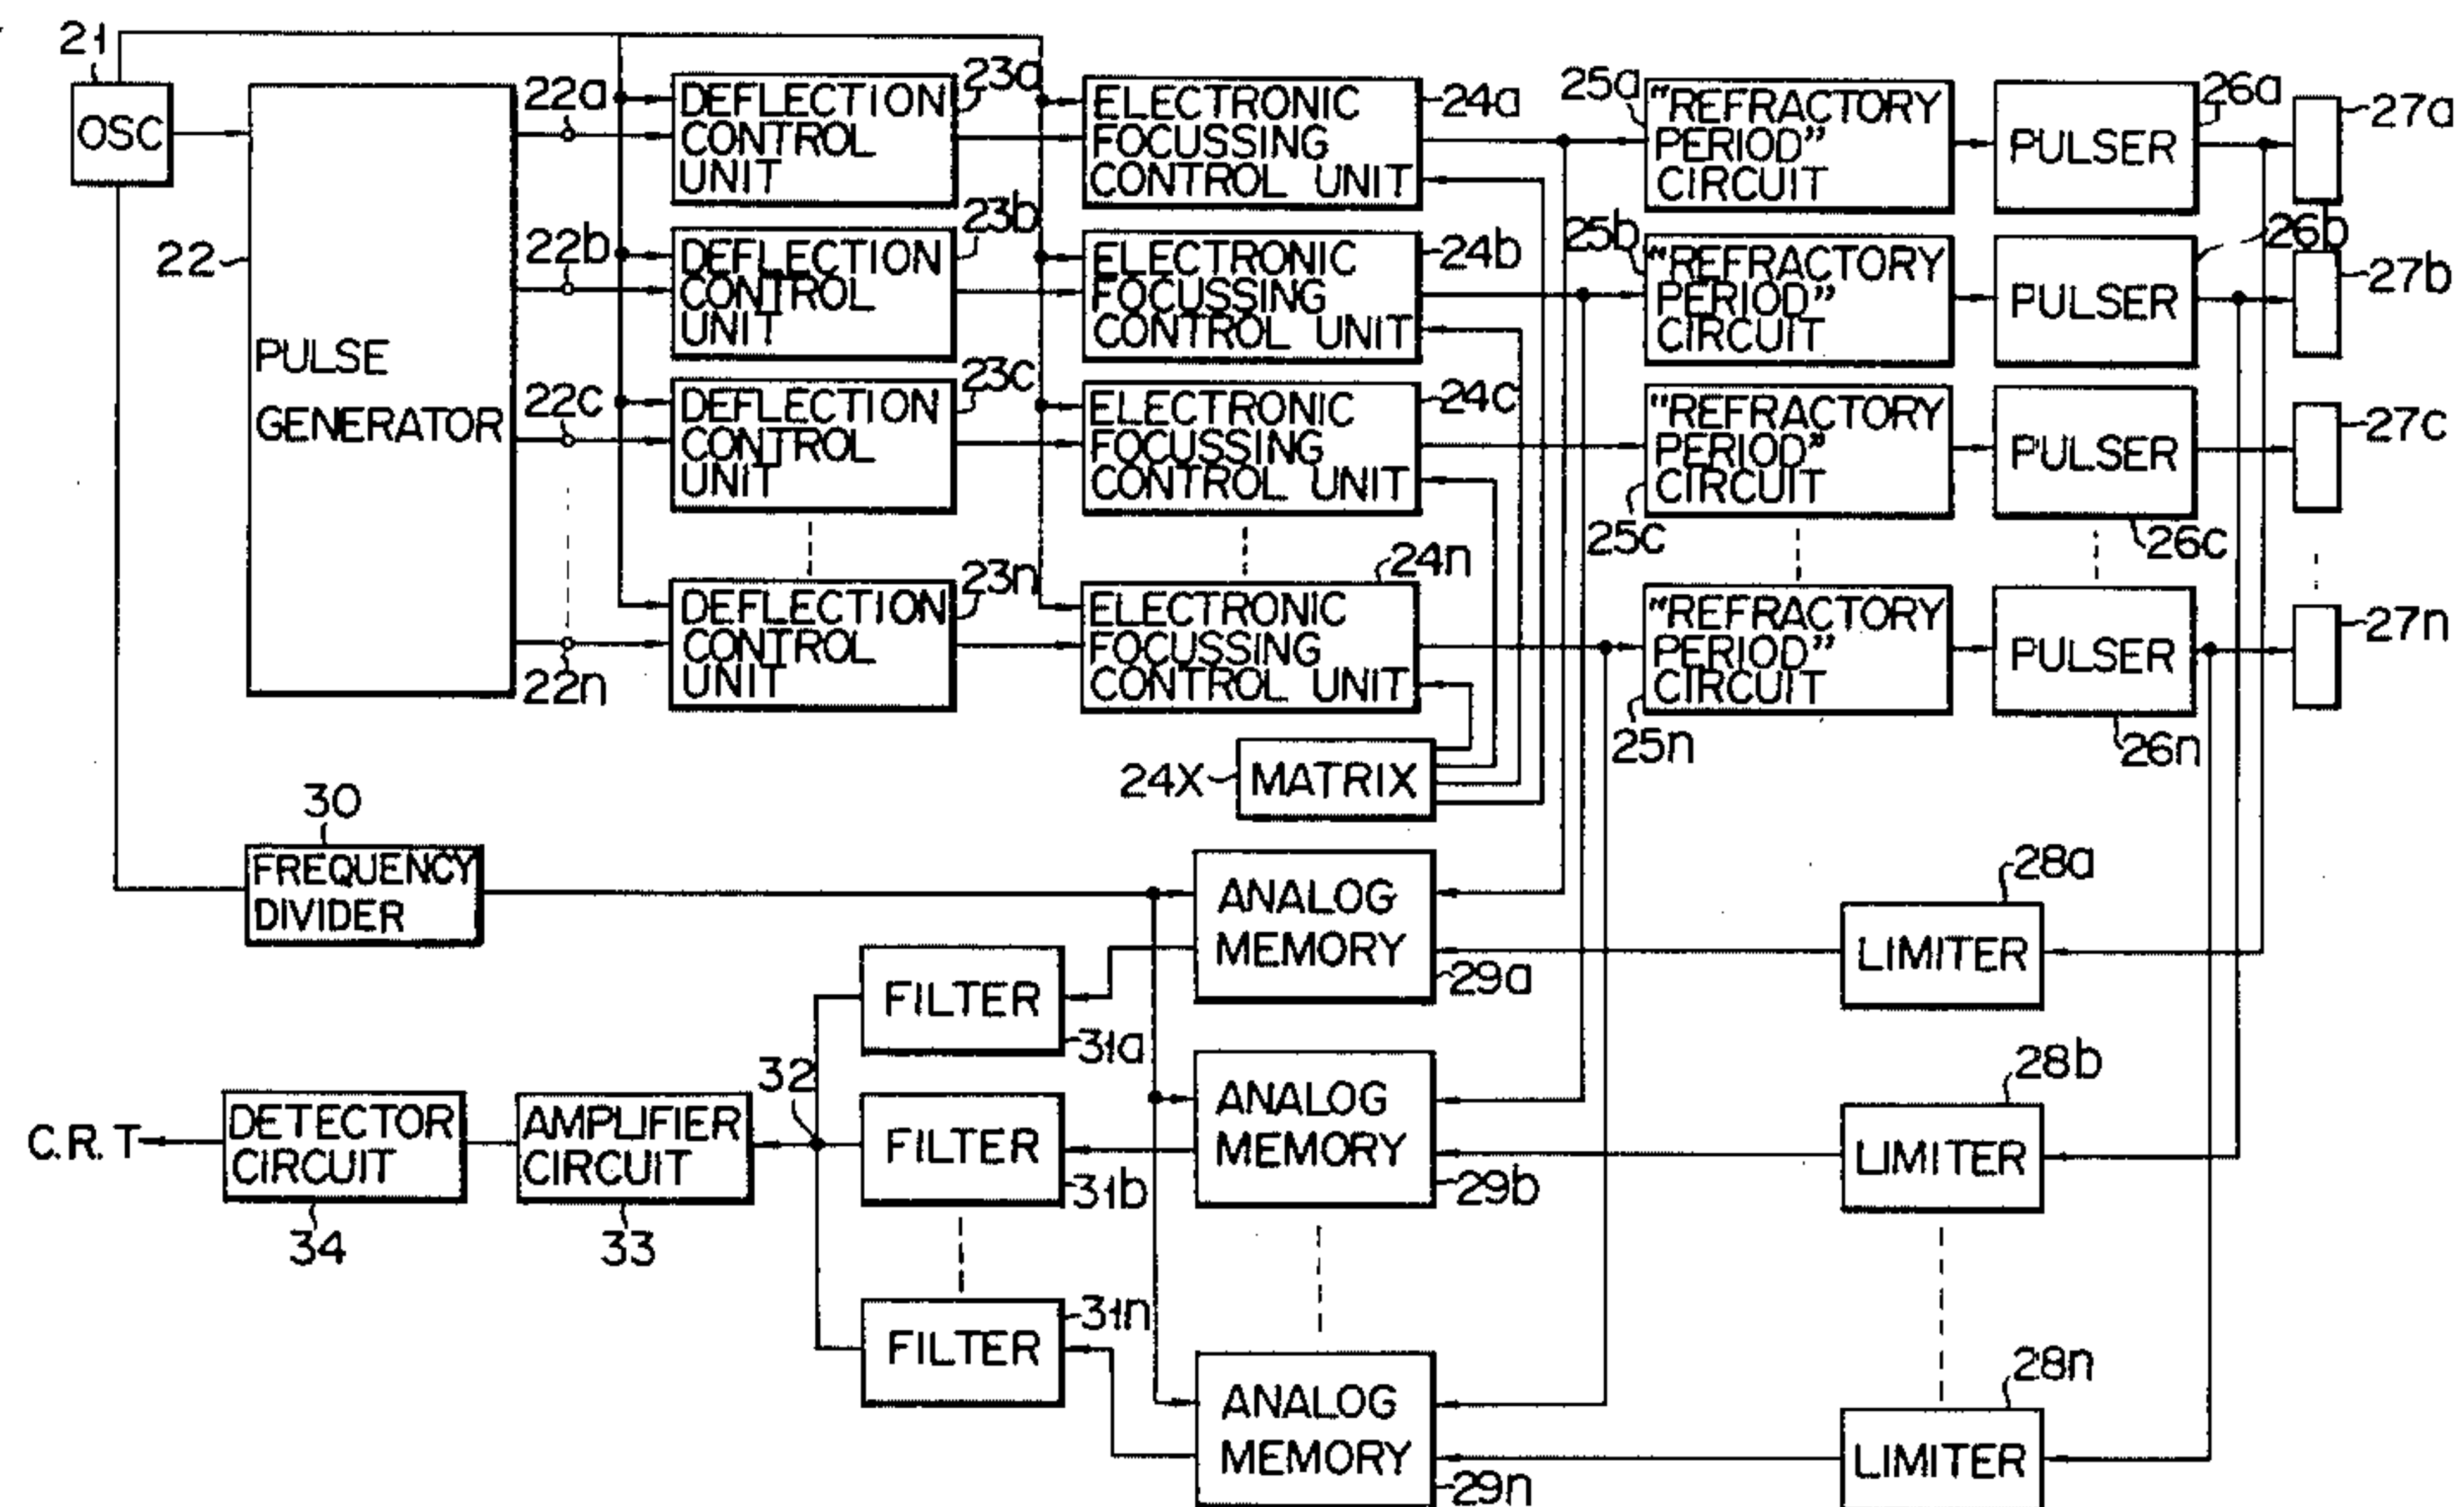 21
OSC
22
PULSE
GENERATOR
22a
22b
22c
22n
DEFLECTION
CONTROL
UNIT
23a
DEFLECTION
CONTROL
UNIT
23b
DEFLECTION
CONTROL
UNIT
23c
DEFLECTION
CONTROL
UNIT
23n
ELECTRONIC
FOCUSSING
CONTROL UNIT
24a
ELECTRONIC
FOCUSSING
CONTROL UNIT
24b
ELECTRONIC
FOCUSSING
CONTROL UNIT
24c
ELECTRONIC
FOCUSSING
CONTROL UNIT
24n
24X
MATRIX
25a
"REFRACTORY
PERIOD"
CIRCUIT
25b
"REFRACTORY
PERIOD"
CIRCUIT
25c
"REFRACTORY
PERIOD"
CIRCUIT
25n
"REFRACTORY
PERIOD"
CIRCUIT
PULSER
26a
PULSER
26b
PULSER
26c
PULSER
26n
27a
27b
27c
27n
30
FREQUENCY
DIVIDER
ANALOG
MEMORY
29a
ANALOG
MEMORY
29b
ANALOG
MEMORY
29n
28a
LIMITER
28b
LIMITER
28n
LIMITER
FILTER
31a
FILTER
31b
FILTER
31n
32
AMPLIFIER
CIRCUIT
33
DETECTOR
CIRCUIT
34
C.R.T